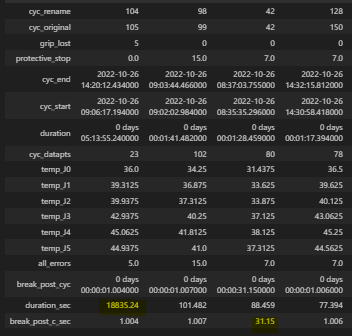 cyc_rename 104 98 42 128
cyc_original 105 99 42 150
grip_lost 5 0 0 0
protective_stop 0.0 15.0 7.0 7.0
2022-10-26 2022-10-26 2022-10-26 2022-10-26
cyc_end
14:20:12.434000 09:03:44.466000 08:37:03.755000 14:32:15.812000
2022-10-26 2022-10-26 2022-10-26 2022-10-26
cyc_start
09:06:17.194000 09:02:02.984000 08:35:35.296000 14:30:58.418000
0 days 0 days 0 days 0 days
duration
05:13:55.240000 00:01:41.482000 00:01:28.459000 00:01:17.394000
cyc_datapts 23 102 80 78
temp_J0 36.0 34.25 31.4375 36.5
temp_J1 39.3125 36.875 33.625 39.625
temp_J2 39.9375 37.3125 33.875 40.125
temp_J3 42.9375 40.25 37.125 43.0625
temp_J4 45.0625 41.8125 38.125 45.25
temp_J5 44.9375 41.0 37.3125 44.5625
all_errors 5.0 15.0 7.0 7.0
0 days 0 days 0 days 0 days
break_post_cyc
00:00:01.004000 00:00:01.007000 00:00:31.150000 00:00:01.006000
duration_sec 18835.24 101.482 88.459 77.394
break_post_c_sec 1.004 1.007 31.15 1.006